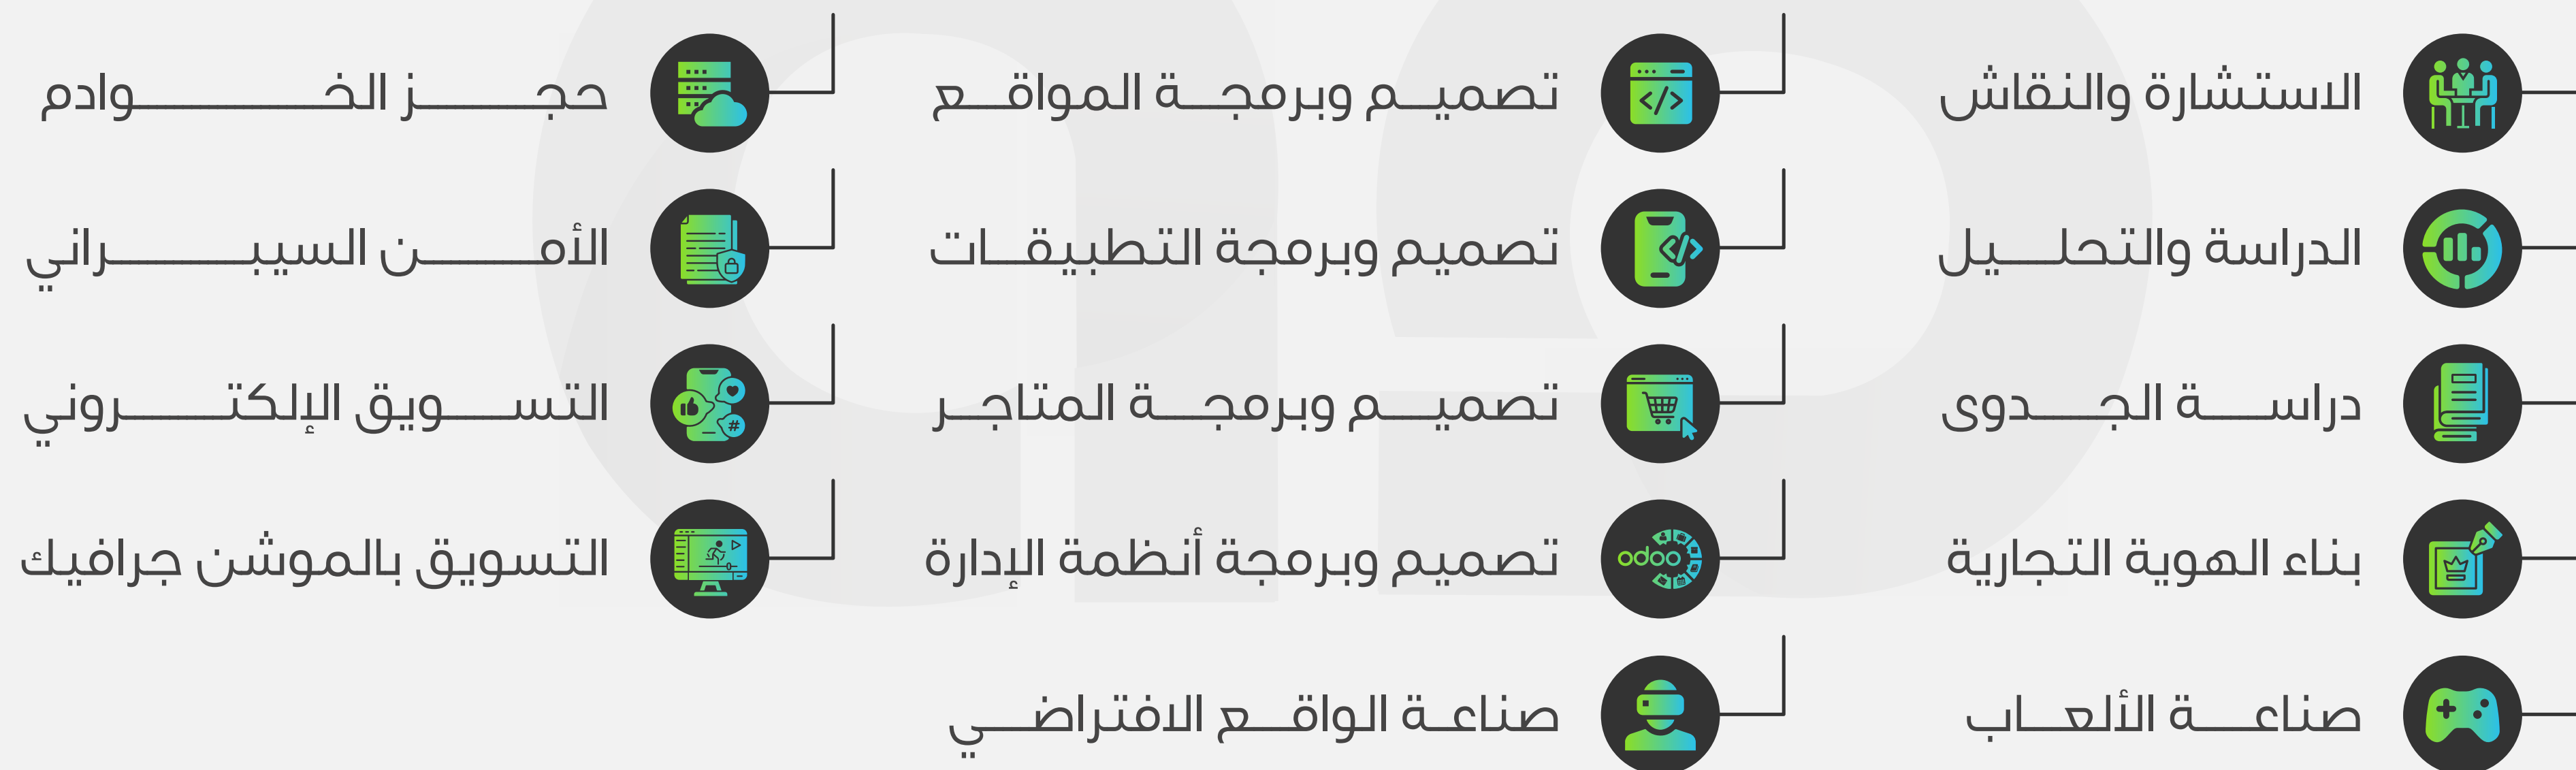 الاستشارة والنقاش
الدراسة والتحليل
دراسة الجدوى
بناء الهوية التجارية
صناعة الألعاب
تصميم وبرمجة المواقع
تصميم وبرمجة التطبيقات
تصميم وبرمجة المتاجر
odoo
تصميم وبرمجة أنظمة الإدارة
صناعة الواقع الافتراضي
حجز الخوادم
الأمن السيبراني
التسويق الإلكتروني
التسويق بالموشن جرافيك